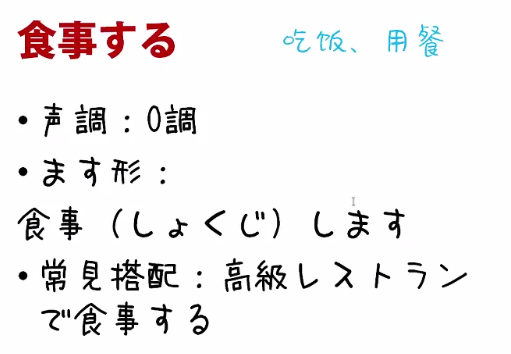 食事する 吃饭、用餐
•声調：0調
•ます形：
食事（しょくじ）します
•常見搭配：高級レストラン
で食事する